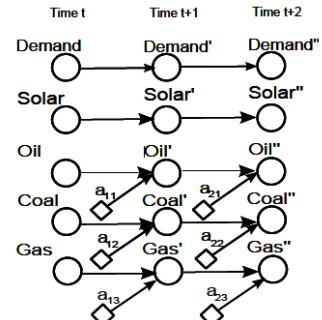 Time t Time t+1 Time t+2
Demand Demand' Demand"
Solar Solar' Solar"
Oil Oil' Oil"
a11 a21
Coal Coal' Coal"
a12 a22
Gas Gas' Gas"
a13 a23